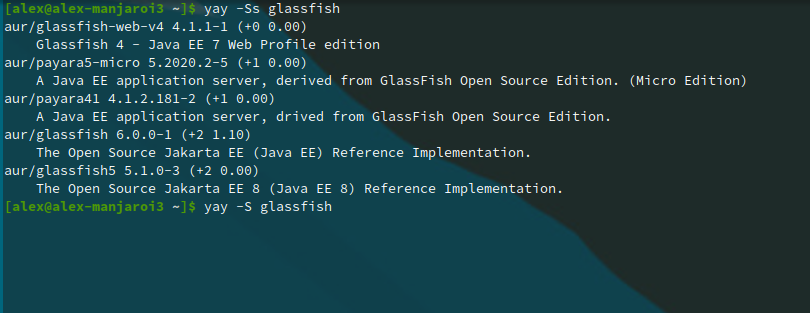 [alex@alex-manjaroi3 ~]$ yay -Ss glassfish
aur/glassfish-web-v4 4.1.1-1 (+0 0.00)
    Glassfish 4 - Java EE 7 Web Profile edition
aur/payara5-micro 5.2020.2-5 (+1 0.00)
    A Java EE application server, derived from GlassFish Open Source Edition. (Micro Edition)
aur/payara41 4.1.2.181-2 (+1 0.00)
    A Java EE application server, drived from GlassFish Open Source Edition.
aur/glassfish 6.0.0-1 (+2 1.10)
    The Open Source Jakarta EE (Java EE) Reference Implementation.
aur/glassfish5 5.1.0-3 (+2 0.00)
    The Open Source Jakarta EE 8 (Java EE 8) Reference Implementation.
[alex@alex-manjaroi3 ~]$ yay -S glassfish